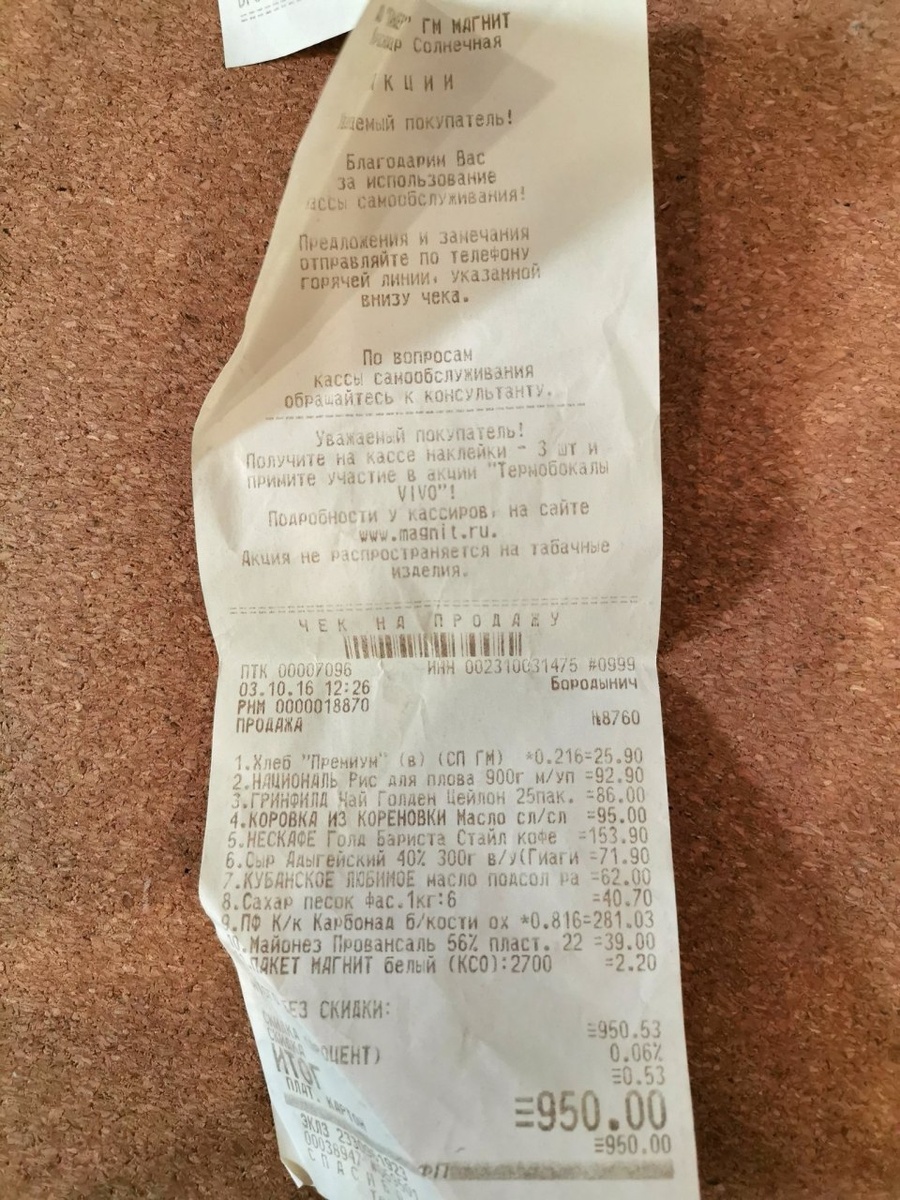 ГМ МАГНИТ
Солнечная
КЦИИ
покупатель!
Благодарим Вас
за использование
самообслуживания!
Предложения и замечания
отправляйте по телефону
горячей линии, указанной
внизу чека.
По вопросам
кассы самообслуживания
обращайтесь к консультанту.
Уважаемый покупатель!
Получите на кассе наклейки - 3 шт и
примите участие в акции "Термобокалы
VIVO"!
Подробности у кассиров, на сайте
www.magnit.ru.
Акция не распространяется на табачные
изделия.
ЧЕК НА ПРОДАЖУ
ПТК 00007096 ИНН 002310031475 #0999
03.10.16 12:26 Бородынич
РНМ 0000018870
ПРОДАЖА №8760
1.Хлеб "Премиум" (в) (СП ГМ) *0.216=25.90
2.НАЦИОНАЛЬ Рис для плова 900г м/уп =92.90
3.ГРИНФИЛД Чай Голден Цейлон 25пак. =86.00
4.КОРОВКА ИЗ КОРЕНОВКИ Масло сл/сл =95.00
5.НЕСКАФЕ Голд Бариста Стайл кофе =153.90
6.Сыр Адыгейский 40% 300г в/у(Гиаги =71.90
7.КУБАНСКОЕ ЛЮБИМОЕ масло подсол ра =62.00
8.Сахар песок фас.1кг:6 =40.70
9.ПФ К/к Карбонад б/кости ох *0.816=281.03
Майонез Провансаль 56% пласт. 22 =39.00
ПАКЕТ МАГНИТ белый (КСО):2700 =2.20
БЕЗ СКИДКИ:
=950.53
СКИДКА
(ПРОЦЕНТ) 0.06%
=0.53
ИТОГ =950.00
ПЛАТ. КАРТОЙ =950.00
ЭКЛЗ
ФП